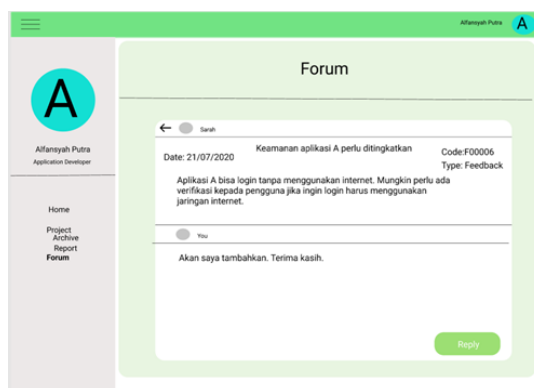 Alfansyah Putra
A
A
Alfansyah Putra
Application Developer
Home
Project
Archive
Report
Forum
Forum
Sarah
Keamanan aplikasi A perlu ditingkatkan
Date: 21/07/2020
Code:F00006
Type: Feedback
Aplikasi A bisa login tanpa menggunakan internet. Mungkin perlu ada
verifikasi kepada pengguna jika ingin login harus menggunakan
jaringan internet.
You
Akan saya tambahkan. Terima kasih.
Reply